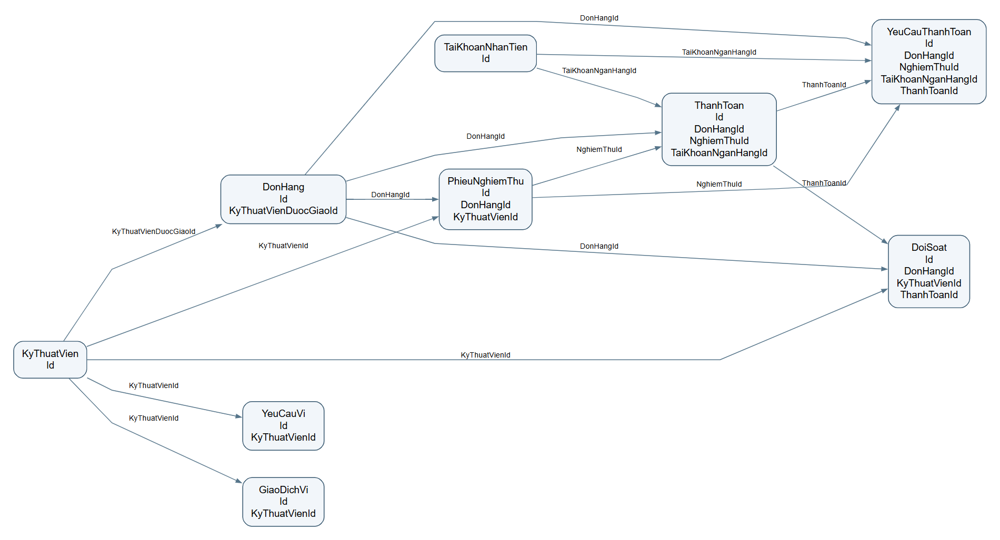 DonHangId
YeuCauThanhToan
Id
DonHangId
NghiemThuId
TaiKhoanNganHangId
ThanhToanId
TaiKhoanNhanTien
Id
TaiKhoanNganHangId
TaiKhoanNganHangId
ThanhToanId
ThanhToan
Id
DonHangId
NghiemThuId
TaiKhoanNganHangId
DonHangId
NghiemThuId
DonHang
Id
KyThuatVienDuocGiaoId
DonHangId
PhieuNghiemThu
Id
DonHangId
KyThuatVienId
NghiemThuId
ThanhToanId
KyThuatVienDuocGiaoId
KyThuatVienId
DonHangId
DoiSoat
Id
DonHangId
KyThuatVienId
ThanhToanId
KyThuatVien
Id
KyThuatVienId
KyThuatVienId
KyThuatVienId
YeuCauVi
Id
KyThuatVienId
GiaoDichVi
Id
KyThuatVienId